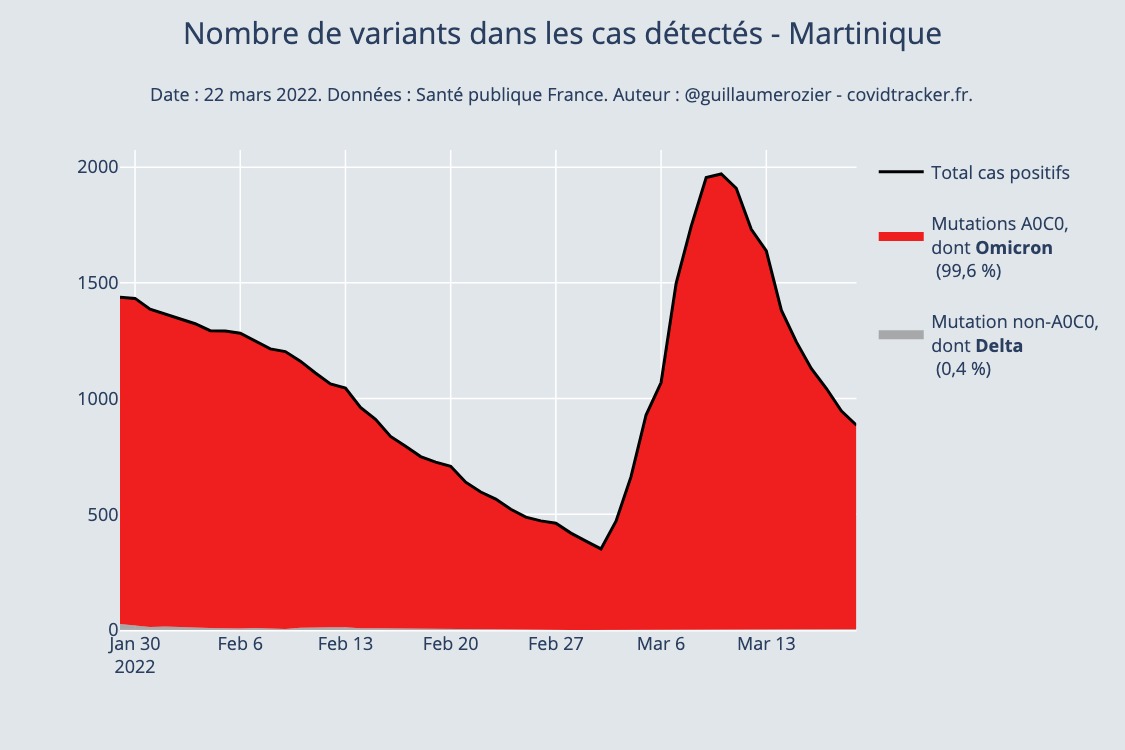 Nombre de variants dans les cas détectés - Martinique
Date : 22 mars 2022. Données : Santé publique France. Auteur : @guillaumerozier - covidtracker.fr.
2000
1500
1000
500
0
Jan 30
2022
Feb 6
Feb 13
Feb 20
Feb 27
Mar 6
Mar 13
Total cas positifs
Mutations A0C0,
dont Omicron
(99,6 %)
Mutation non-A0C0,
dont Delta
(0,4 %)